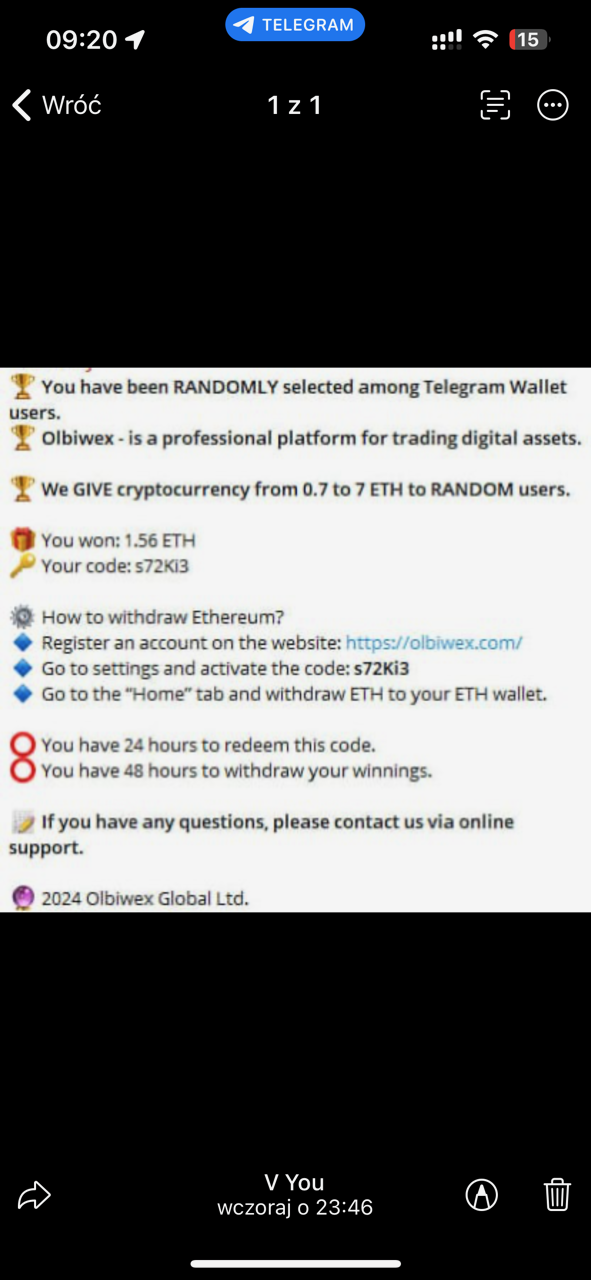 09:20
TELEGRAM
15
Wróć
1 z 1
You have been RANDOMLY selected among Telegram Wallet
users.
Olbiwex - is a professional platform for trading digital assets.
We GIVE cryptocurrency from 0.7 to 7 ETH to RANDOM users.
You won: 1.56 ETH
Your code: s72Ki3
How to withdraw Ethereum?
Register an account on the website: https://olbiwex.com/
Go to settings and activate the code: s72Ki3
Go to the “Home” tab and withdraw ETH to your ETH wallet.
You have 24 hours to redeem this code.
You have 48 hours to withdraw your winnings.
If you have any questions, please contact us via online
support.
2024 Olbiwex Global Ltd.
V You
wczoraj o 23:46